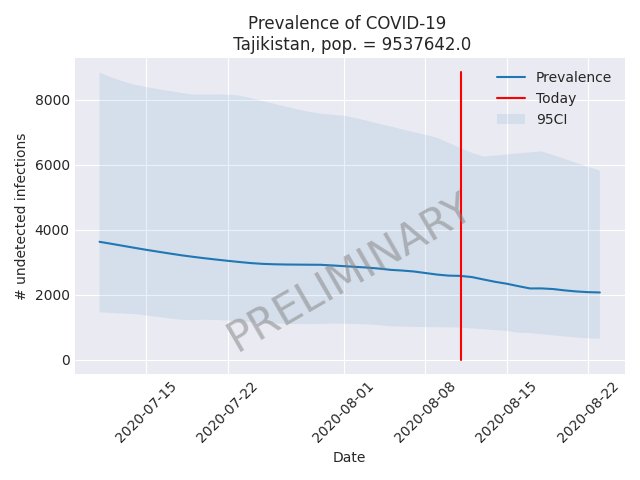 Prevalence of COVID-19
Tajikistan, pop. = 9537642.0
Prevalence
Today
95CI
# undetected infections
8000
6000
4000
2000
0
PRELIMINARY
2020-07-15
2020-07-22
2020-08-01
2020-08-08
2020-08-15
2020-08-22
Date